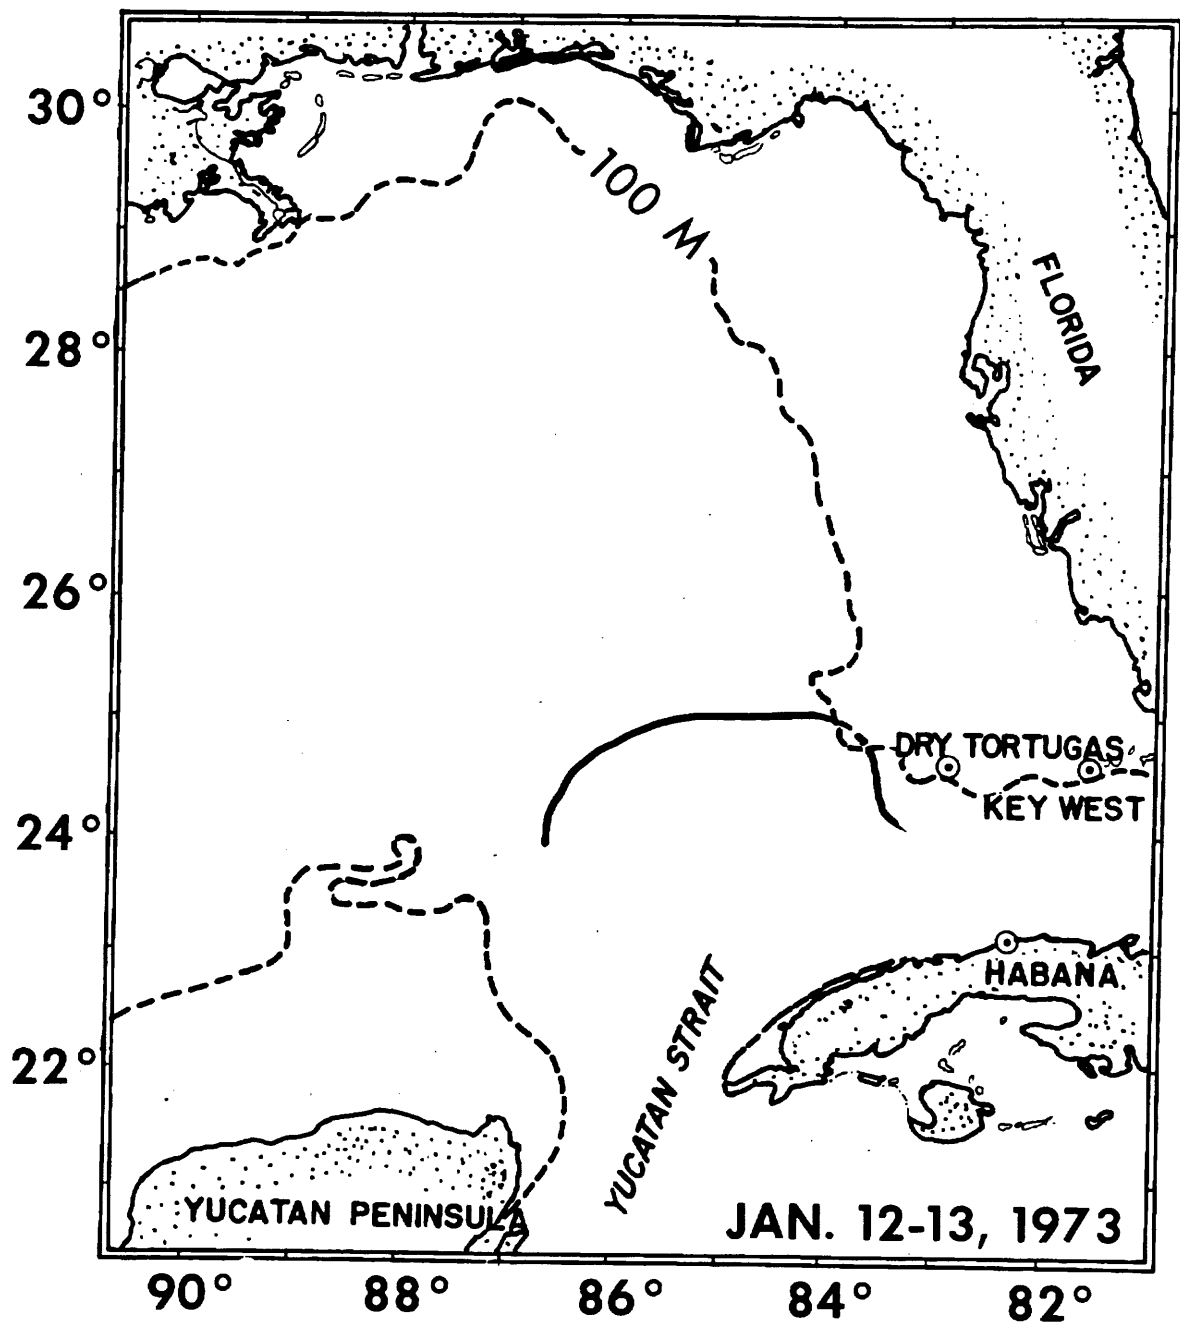 30°
100 M
FLORIDA
28°
26°
DRY TORTUGAS
KEY WEST
24°
HABANA
YUCATAN STRAIT
22°
YUCATAN PENINSULA
JAN. 12-13, 1973
90° 88° 86° 84° 82°